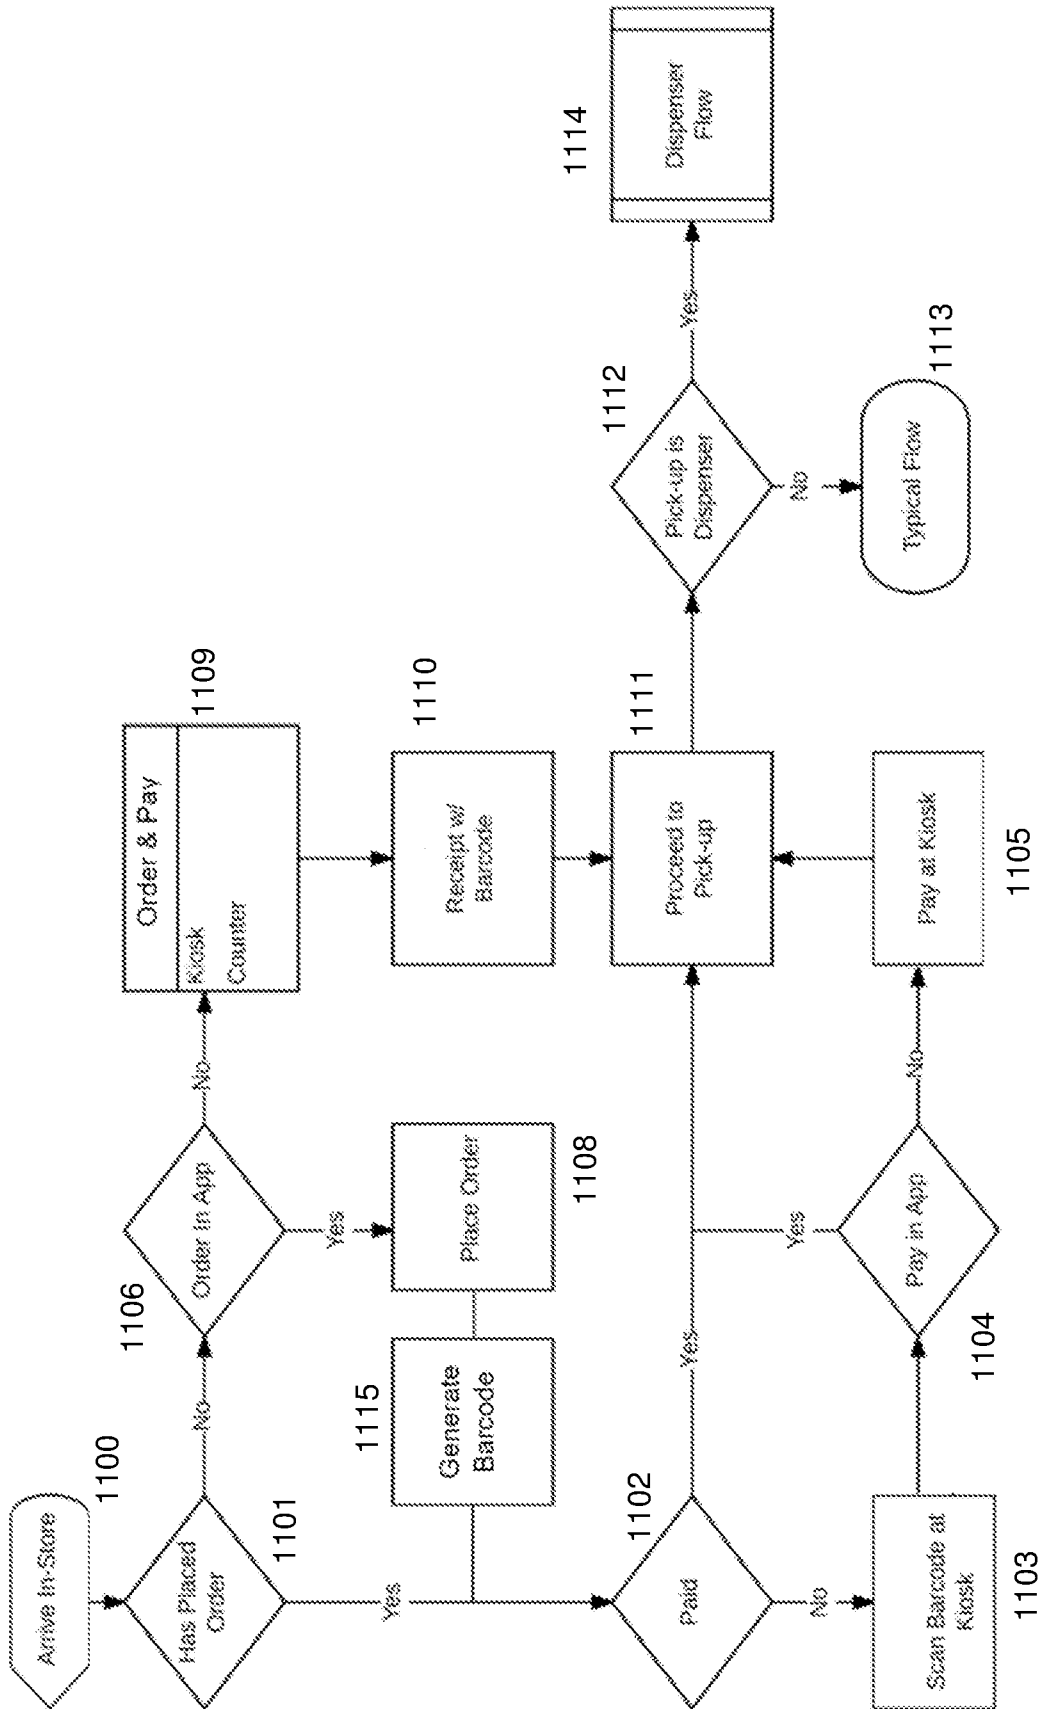 Arrive In-Store
1100
Has Placed
Order
1101
No
Order in App
1106
No
Order & Pay
Kiosk
Counter
1109
Yes
Yes
Generate
Barcode
1115
Place Order
1108
Receipt w/
Barcode
1110
Paid
1102
Yes
Proceed to
Pick-up
1111
Pick-up is
Dispenser
1112
Yes
Dispenser
Flow
1114
No
Yes
No
Scan Barcode at
Kiosk
1103
Pay in App
1104
No
Pay at Kiosk
1105
Typical Flow
1113